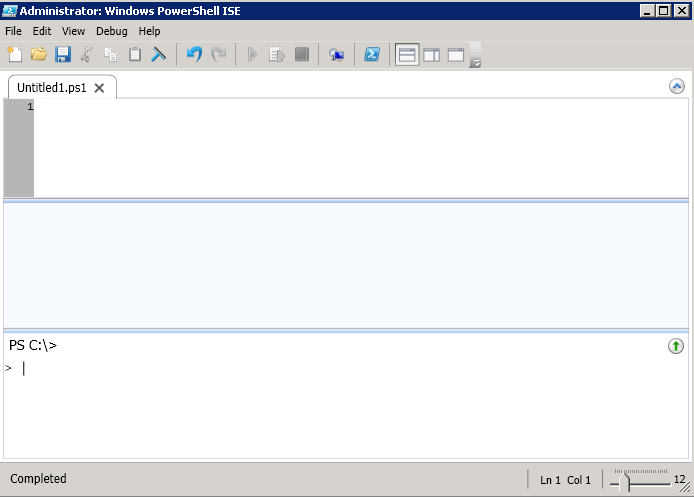 Administrator: Windows PowerShell ISE
File Edit View Debug Help
Untitled1.ps1
1
PS C:\>
>
Completed
Ln 1 Col 1
12